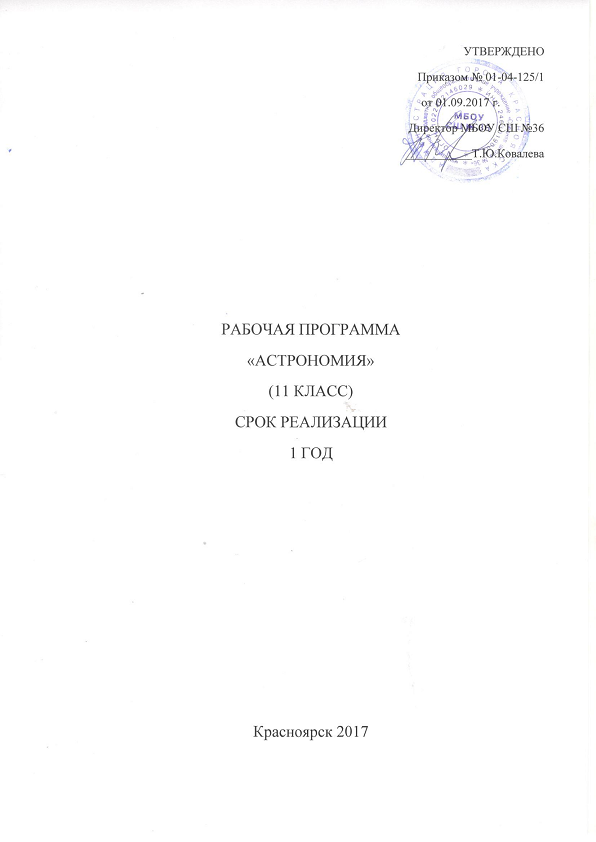 УТВЕРЖДЕНО
Приказом № 01-04-125/1
от 01.09.2017 г.
Директор МБОУ СШ №36
Т.Ю.Ковалева
МБОУ
РАБОЧАЯ ПРОГРАММА
«АСТРОНОМИЯ»
(11 КЛАСС)
СРОК РЕАЛИЗАЦИИ
1 ГОД
Красноярск 2017